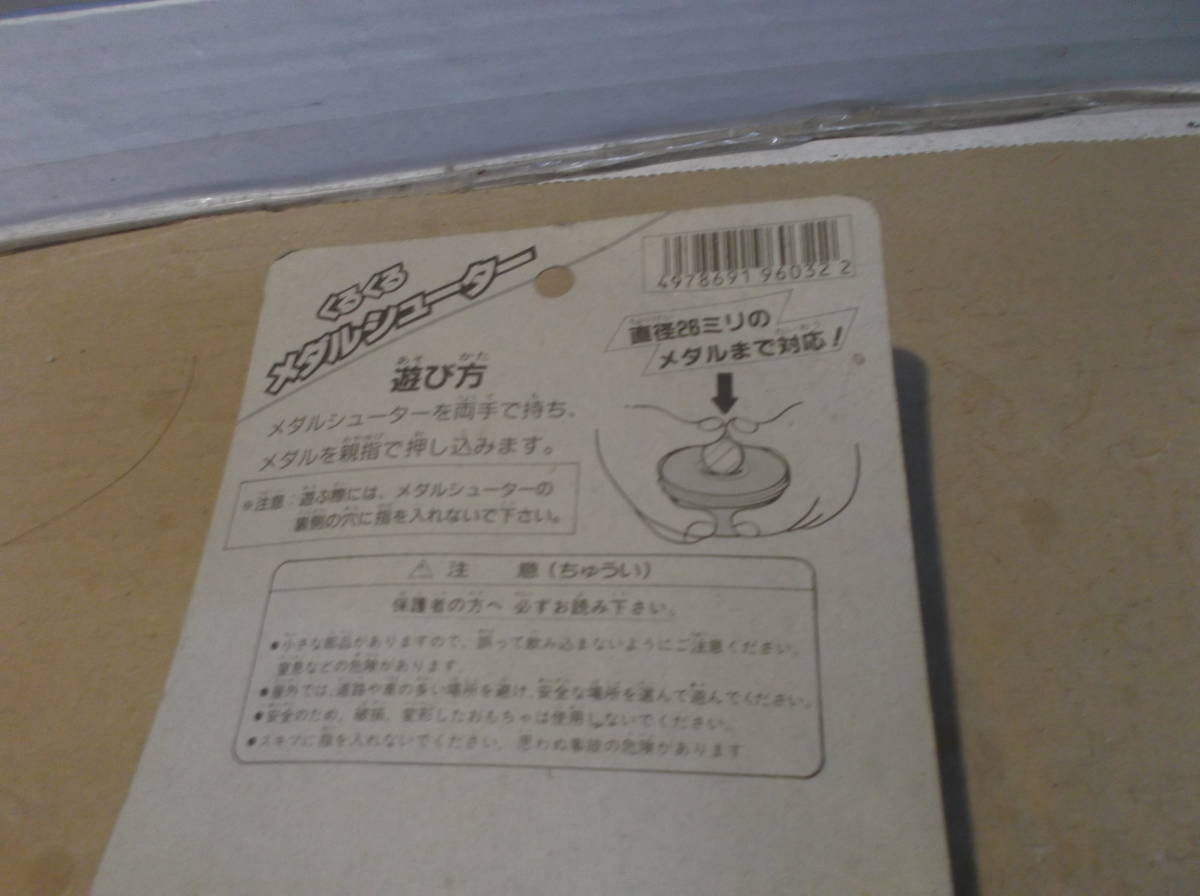 くるくる
メダルシューター
4978691 96032 2
直径26ミリの
メダルまで対応!
遊び方
あそ かた
メダルシューターを両手で持ち、
メダルを親指で押し込みます。
※注意:遊ぶ際には、メダルシューターの
裏側の穴に指を入れないで下さい。
⚠ 注 意(ちゅうい)
保護者の方へ 必ずお読み下さい。
●小さな部品がありますので、誤って飲み込まないようにご注意ください。
窒息などの危険があります。
●屋外では、道路や車の多い場所を避け、安全な場所を選んで遊んでください。
●安全のため、破損、変形したおもちゃは使用しないでください。
●スキマに指を入れないでください。思わぬ事故の危険があります。